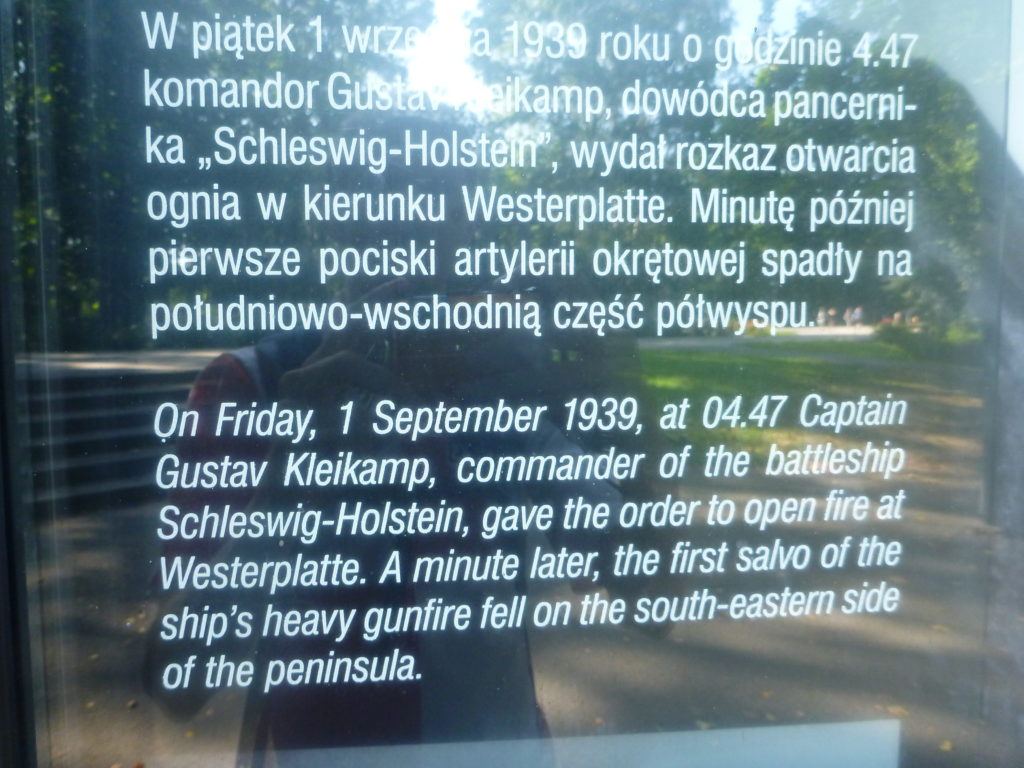 W piątek 1 września 1939 roku o godzinie 4.47
komandor Gustav Kleikamp, dowódca pancerni-
ka „Schleswig-Holstein”, wydał rozkaz otwarcia
ognia w kierunku Westerplatte. Minutę później
pierwsze pociski artylerii okrętowej spadły na
południowo-wschodnią część półwyspu.
On Friday, 1 September 1939, at 04.47 Captain
Gustav Kleikamp, commander of the battleship
Schleswig-Holstein, gave the order to open fire at
Westerplatte. A minute later, the first salvo of the
ship's heavy gunfire fell on the south-eastern side
of the peninsula.